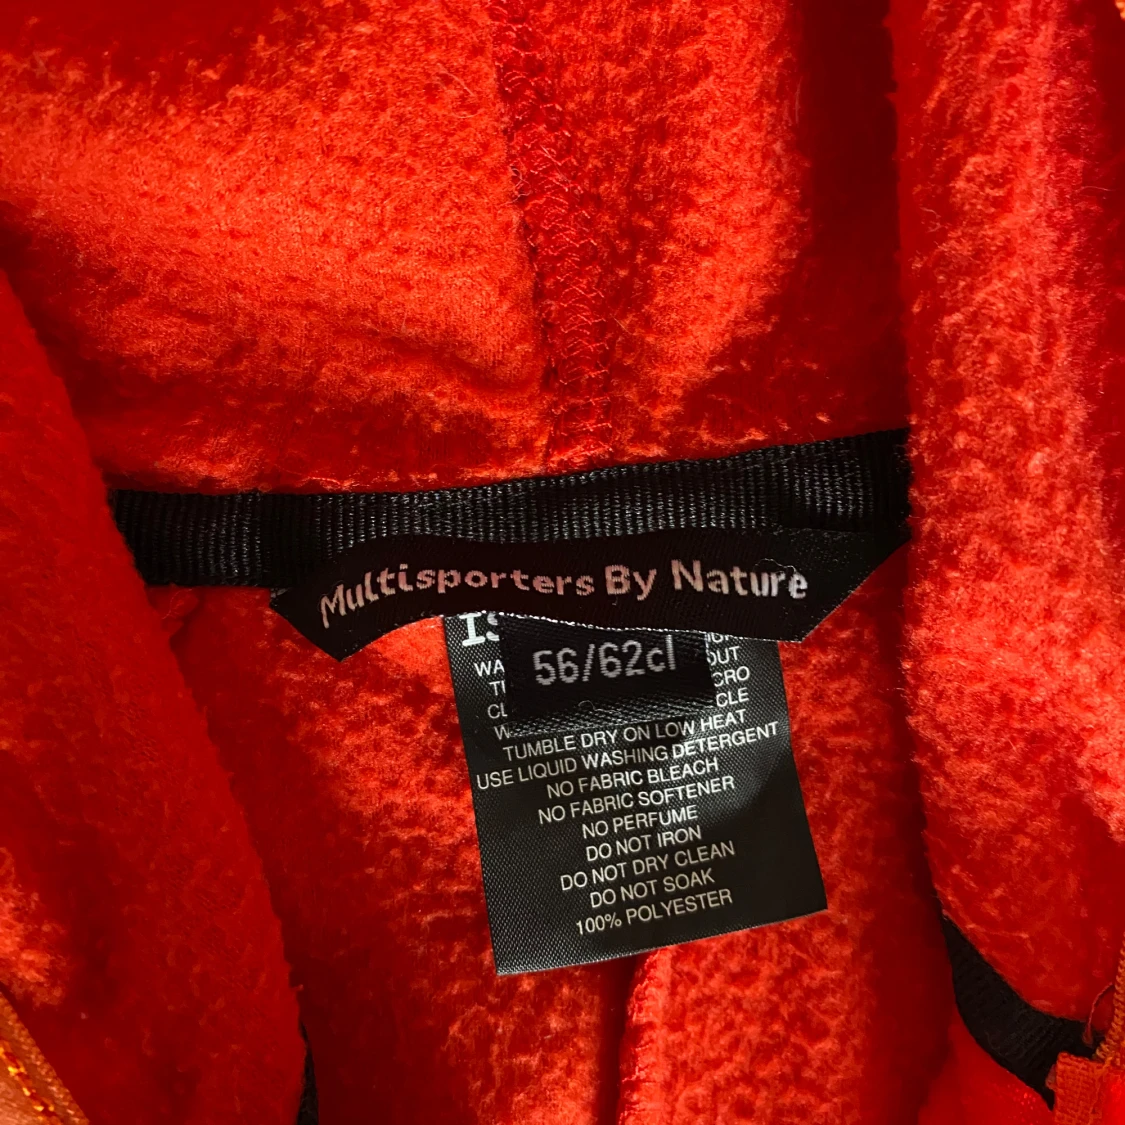 Multisporters By Nature
56/62cl
TUMBLE DRY ON LOW HEAT
USE LIQUID WASHING DETERGENT
NO FABRIC BLEACH
NO FABRIC SOFTENER
NO PERFUME
DO NOT IRON
DO NOT DRY CLEAN
DO NOT SOAK
100% POLYESTER